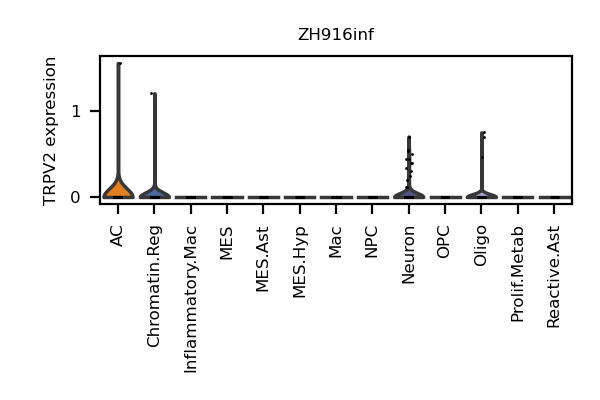 ZH916inf
TRPV2 expression
1
0
AC
Chromatin.Reg
Inflammatory.Mac
MES
MES.Ast
MES.Hyp
Mac
NPC
Neuron
OPC
Oligo
Prolif.Metab
Reactive.Ast